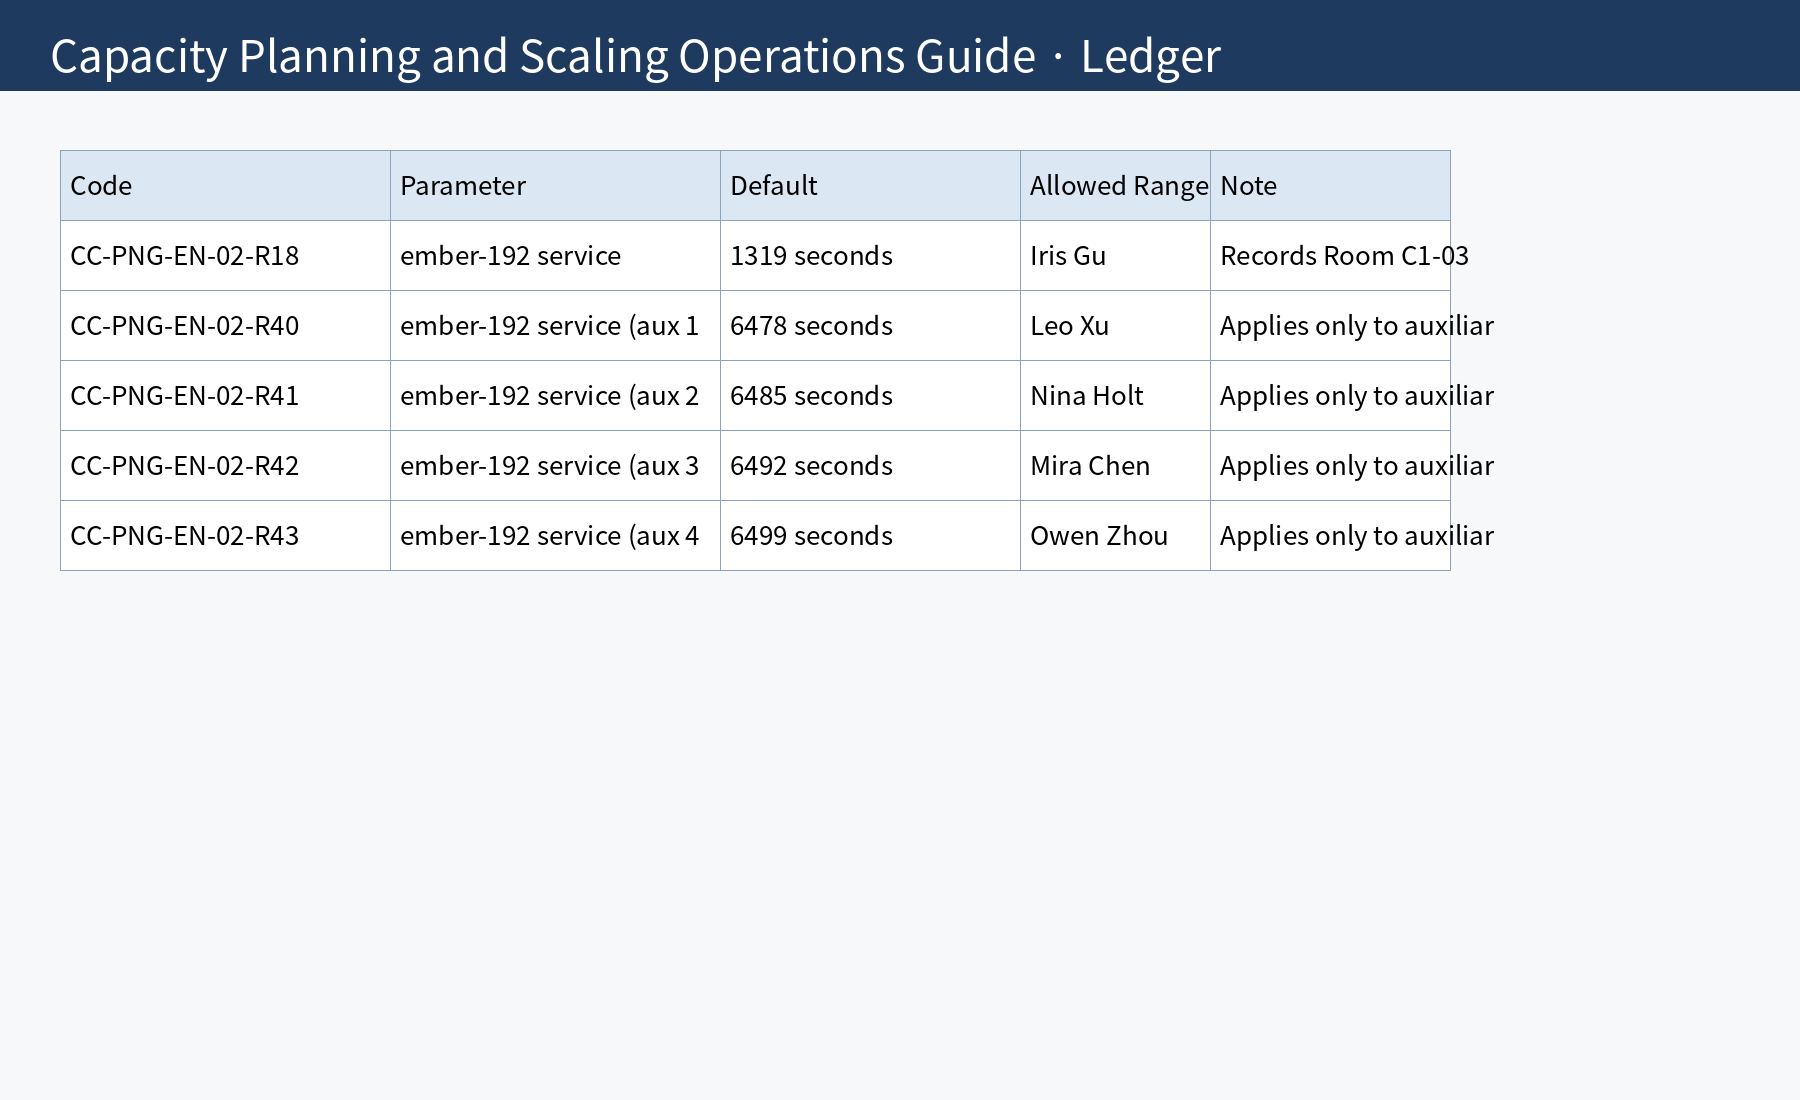 Capacity Planning and Scaling Operations Guide · Ledger
Code Parameter Default Allowed Range Note
CC-PNG-EN-02-R18 ember-192 service 1319 seconds Iris Gu Records Room C1-03
CC-PNG-EN-02-R40 ember-192 service (aux 1 6478 seconds Leo Xu Applies only to auxiliar
CC-PNG-EN-02-R41 ember-192 service (aux 2 6485 seconds Nina Holt Applies only to auxiliar
CC-PNG-EN-02-R42 ember-192 service (aux 3 6492 seconds Mira Chen Applies only to auxiliar
CC-PNG-EN-02-R43 ember-192 service (aux 4 6499 seconds Owen Zhou Applies only to auxiliar